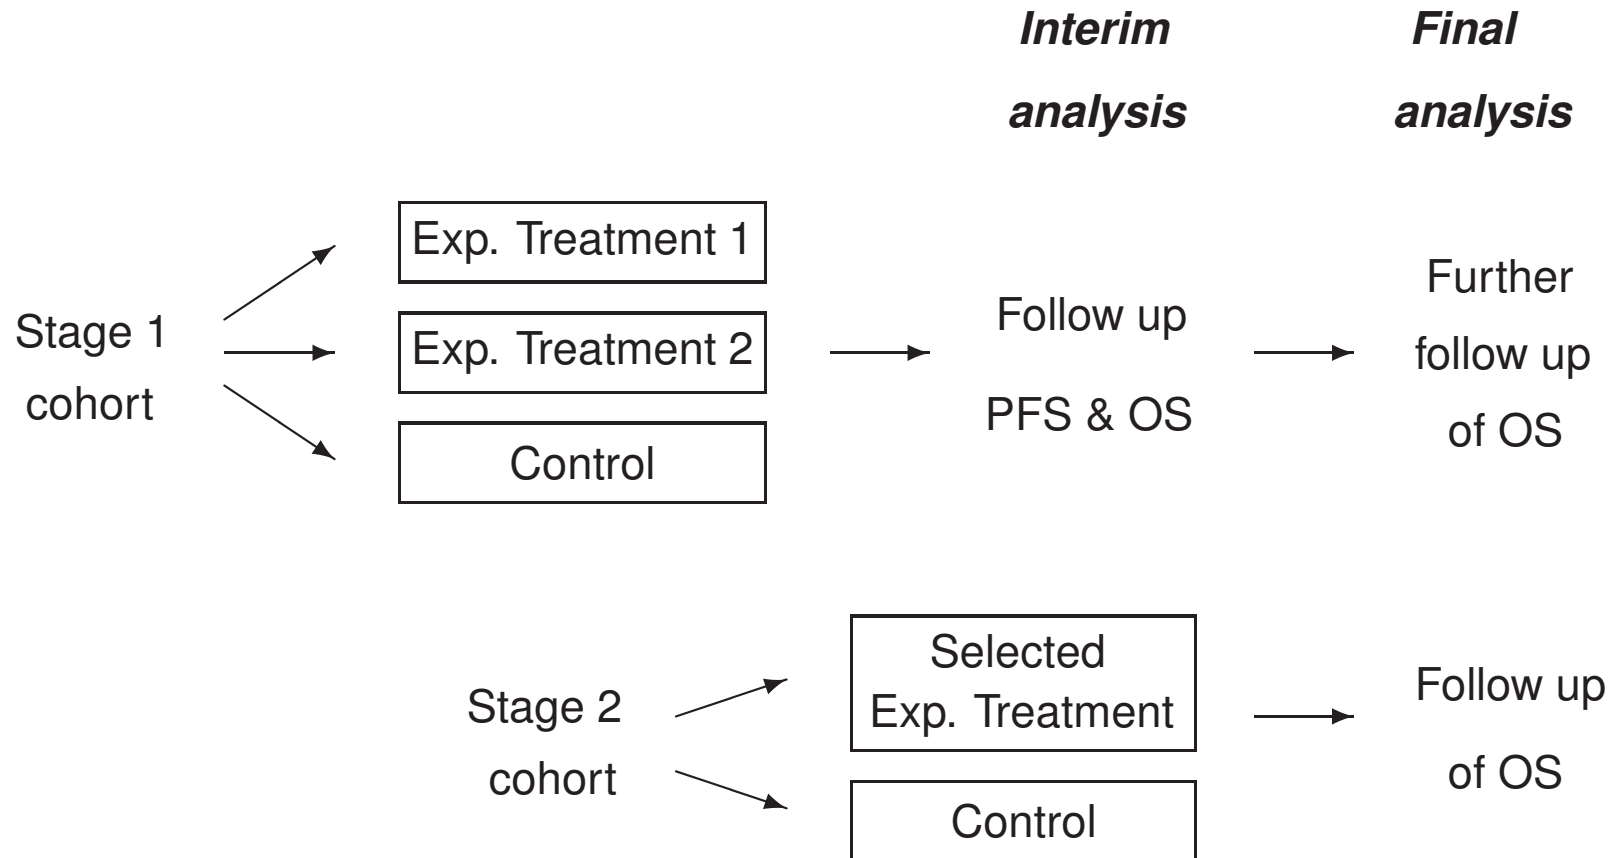 Interim
analysis
Final
analysis
Stage 1
cohort
Exp. Treatment 1
Exp. Treatment 2
Control
Follow up
PFS & OS
Further
follow up
of OS
Stage 2
cohort
Selected
Exp. Treatment
Control
Follow up
of OS